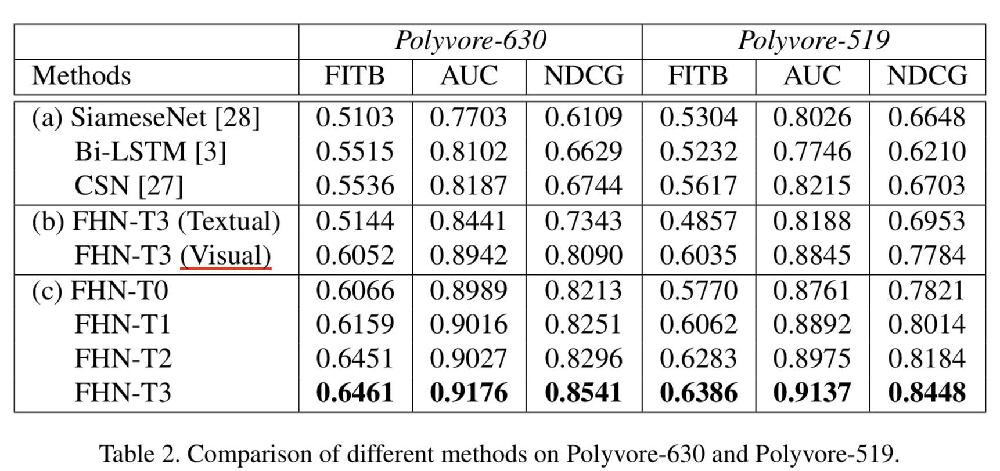 Polyvore-630 Polyvore-519
Methods FITB AUC NDCG FITB AUC NDCG
(a) SiameseNet [28] 0.5103 0.7703 0.6109 0.5304 0.8026 0.6648
Bi-LSTM [3] 0.5515 0.8102 0.6629 0.5232 0.7746 0.6210
CSN [27] 0.5536 0.8187 0.6744 0.5617 0.8215 0.6703
(b) FHN-T3 (Textual) 0.5144 0.8441 0.7343 0.4857 0.8188 0.6953
FHN-T3 (Visual) 0.6052 0.8942 0.8090 0.6035 0.8845 0.7784
(c) FHN-T0 0.6066 0.8989 0.8213 0.5770 0.8761 0.7821
FHN-T1 0.6159 0.9016 0.8251 0.6062 0.8892 0.8014
FHN-T2 0.6451 0.9027 0.8296 0.6283 0.8975 0.8184
FHN-T3 0.6461 0.9176 0.8541 0.6386 0.9137 0.8448
Table 2. Comparison of different methods on Polyvore-630 and Polyvore-519.